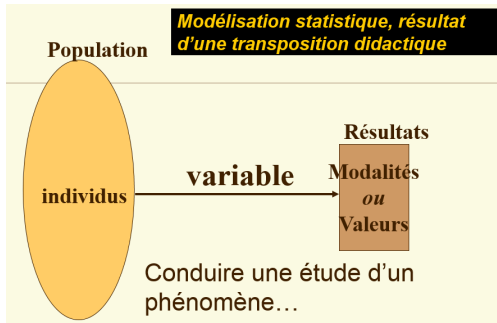 Modélisation statistique, résultat
d'une transposition didactique
Population
Résultats
variable
Modalités
ou
Valeurs
individus
Conduire une étude d'un
phénomène…